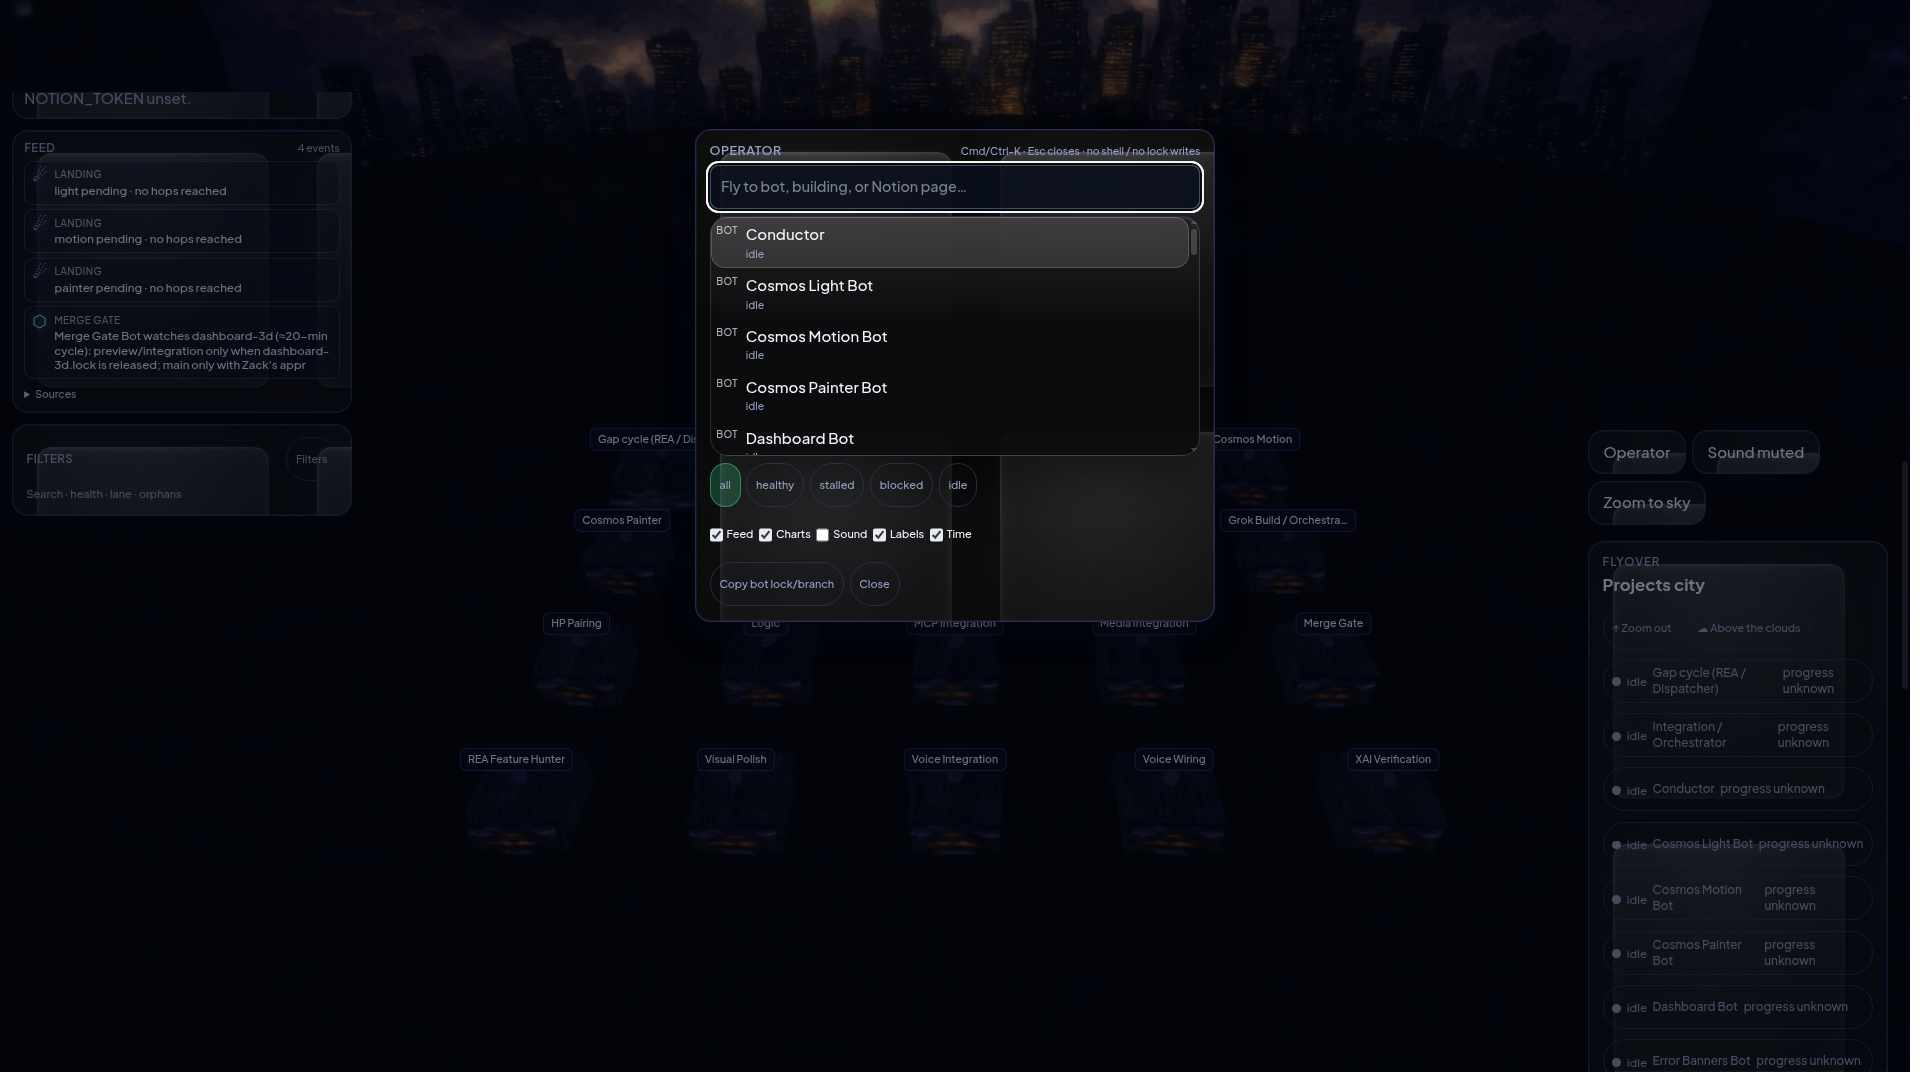 NOTION_TOKEN unset.
FEED
4 events
LANDING
light pending · no hops reached
LANDING
motion pending · no hops reached
LANDING
painter pending · no hops reached
MERGE GATE
Merge Gate Bot watches dashboard-3d (≈20-min
cycle): preview/integration only when dashboard-
3d.lock is released; main only with Zack's appr
Sources
FILTERS
Filters
Search · health · lane · orphans
OPERATOR
Cmd/Ctrl-K · Esc closes · no shell / no lock writes
Fly to bot, building, or Notion page…
BOT
Conductor
idle
BOT
Cosmos Light Bot
idle
BOT
Cosmos Motion Bot
idle
BOT
Cosmos Painter Bot
idle
BOT
Dashboard Bot
all
healthy
stalled
blocked
idle
Feed
Charts
Sound
Labels
Time
Copy bot lock/branch
Close
Gap cycle (REA / Dis
Cosmos Motion
Cosmos Painter
Grok Build / Orchestra…
HP Pairing
Logic
MCP Integration
Media Integration
Merge Gate
REA Feature Hunter
Visual Polish
Voice Integration
Voice Wiring
XAI Verification
Operator
Sound muted
Zoom to sky
FLYOVER
Projects city
↑ Zoom out
☁ Above the clouds
idle
Gap cycle (REA /
Dispatcher)
progress
unknown
idle
Integration /
Orchestrator
progress
unknown
idle
Conductor
progress unknown
idle
Cosmos Light Bot
progress unknown
idle
Cosmos Motion
Bot
progress
unknown
idle
Cosmos Painter
Bot
progress
unknown
idle
Dashboard Bot
progress unknown
idle
Error Banners Bot
progress unknown